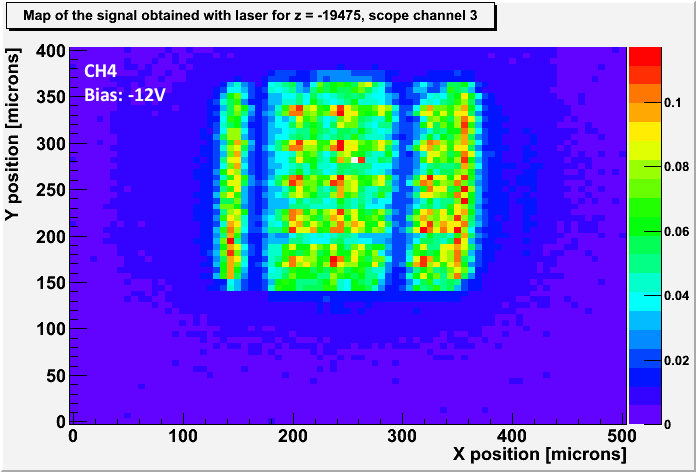 Map of the signal obtained with laser for z = -19475, scope channel 3
Y position [microns]
400
350
300
250
200
150
100
50
0
CH4
Bias: -12V
0.1
0.08
0.06
0.04
0.02
0
0 100 200 300 400 500
X position [microns]